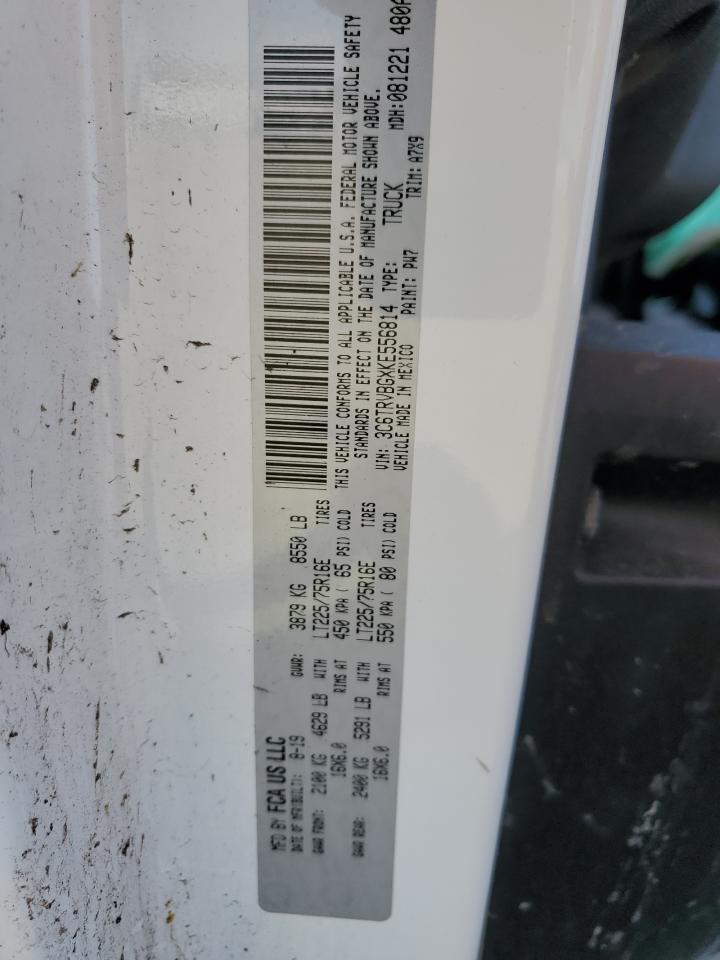 MFD BY FCA US LLC
DATE OF MFR(BUILT): 8-19 GVWR: 3879 KG 8550 LB
GAWR FRONT: 2100 KG 4629 LB WITH LT225/75R16E TIRES
16X6.0 RIMS AT 450 KPA ( 65 PSI) COLD
GAWR REAR: 2400 KG 5291 LB WITH LT225/75R16E TIRES
16X6.0 RIMS AT 550 KPA ( 80 PSI) COLD
THIS VEHICLE CONFORMS TO ALL APPLICABLE U.S.A. FEDERAL MOTOR VEHICLE SAFETY
STANDARDS IN EFFECT ON THE DATE OF MANUFACTURE SHOWN ABOVE.
VIN: 3C6TRVBGXKE556814 TYPE: TRUCK MDH:081221 480A
VEHICLE MADE IN MEXICO PAINT: PW7 TRIM: A7X9